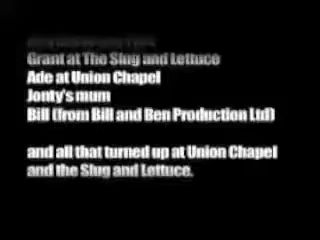 Grant at The Slug and Lettuce
Ade at Union Chapel
Jonty's mum
Bill (from Bill and Ben Production Ltd)
and all that turned up at Union Chapel
and the Slug and Lettuce.